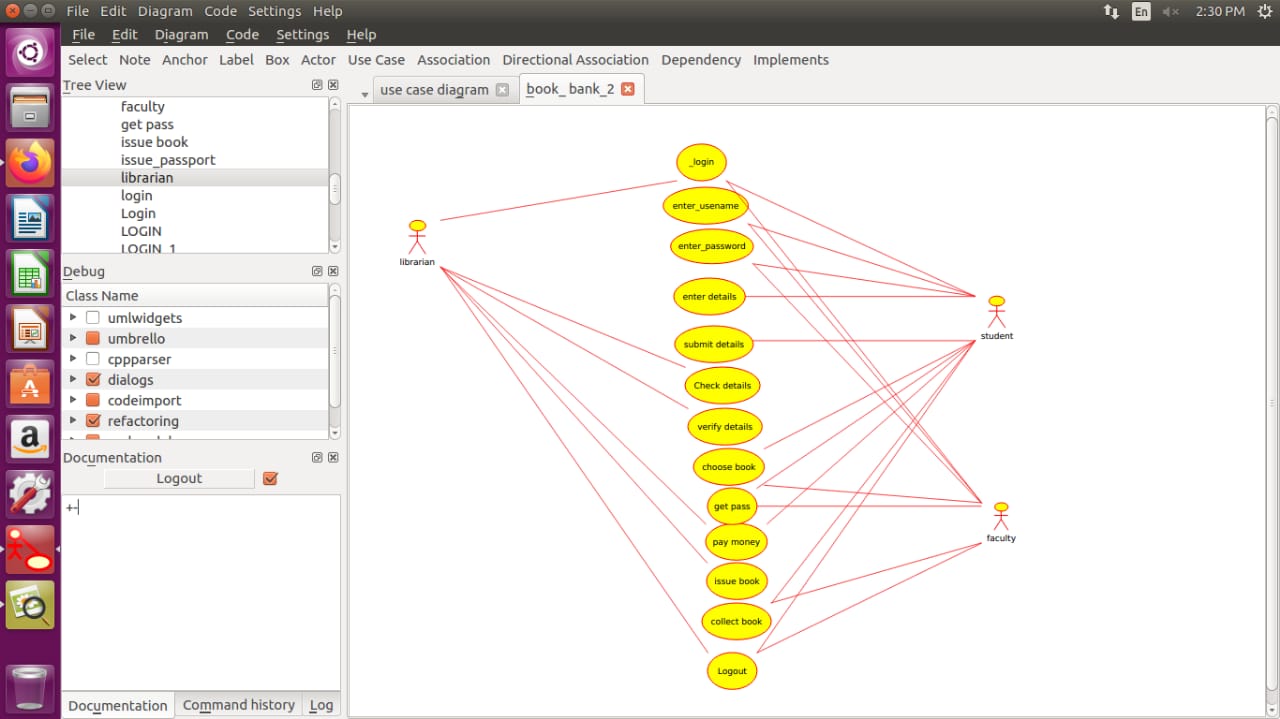 File Edit Diagram Code Settings Help
En
2:30 PM
File Edit Diagram Code Settings Help
Select Note Anchor Label Box Actor Use Case Association Directional Association Dependency Implements
Tree View
faculty
get pass
issue book
issue_passport
librarian
login
Login
LOGIN
LOGIN_1
Debug
Class Name
umlwidgets
umbrello
cppparser
dialogs
codeimport
refactoring
Documentation
Logout
+-
Documentation Command history Log
use case diagram
book_ bank_2
_login
enter_usename
enter_password
enter details
submit details
Check details
verify details
choose book
get pass
pay money
issue book
collect book
Logout
librarian
student
faculty